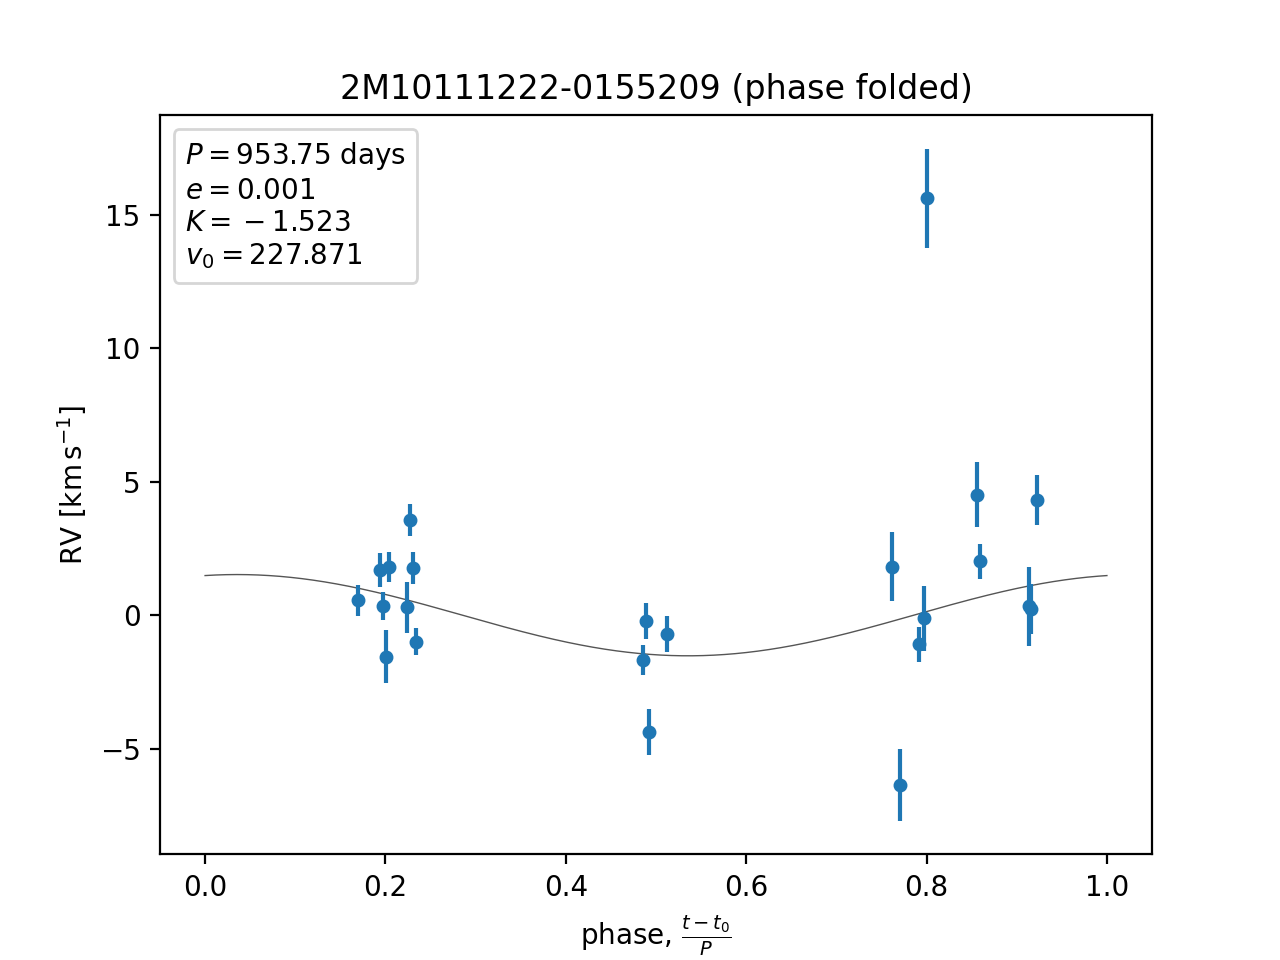 2M10111222-0155209 (phase folded)
P = 953.75 days
e = 0.001
K = −1.523
v₀ = 227.871
15
10
5
0
−5
RV [km s⁻¹]
0.0 0.2 0.4 0.6 0.8 1.0
phase, (t − t₀)/P